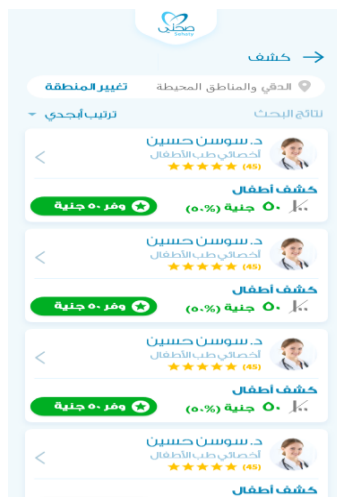 صحتي
Sahety
كشف
الدقي والمناطق المحيطة تغيير المنطقة
نتائج البحث ترتيب أبجدي
د. سوسن حسين
أخصائي طب الأطفال
(45)
كشف أطفال
١٠٠ ٥٠ جنية (٥٠%) وفر ٥٠ جنية
د. سوسن حسين
أخصائي طب الأطفال
(45)
كشف أطفال
١٠٠ ٥٠ جنية (٥٠%) وفر ٥٠ جنية
د. سوسن حسين
أخصائي طب الأطفال
(45)
كشف أطفال
١٠٠ ٥٠ جنية (٥٠%) وفر ٥٠ جنية
د. سوسن حسين
أخصائي طب الأطفال
(45)
كشف أطفال